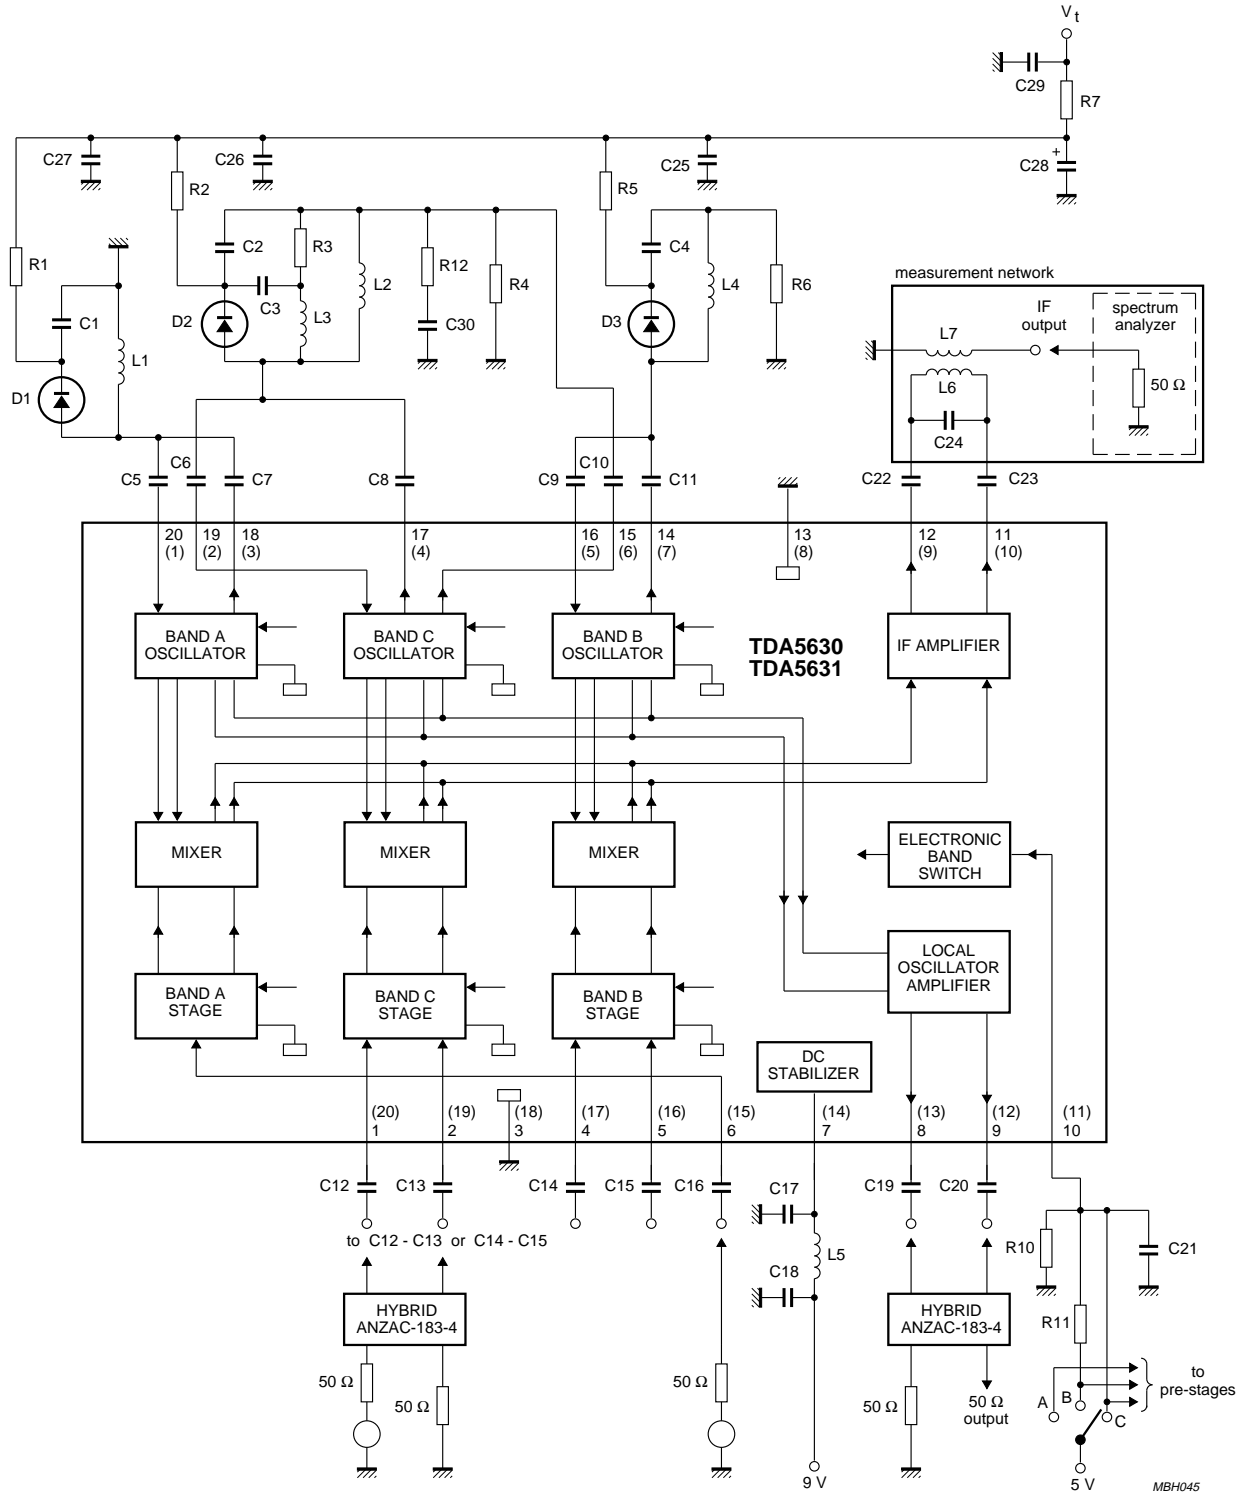 V t
C29
R7
C27
C26
C25
+
C28
R2
R5
R1
C2
R3
L2
R12
R4
C4
L4
R6
C3
L3
D2
D3
C30
C1
L1
D1
measurement network
L7
IF
output
spectrum
analyzer
L6
50 Ω
C24
C5
C6
C7
C8
C9
C10
C11
C22
C23
20
(1)
19
(2)
18
(3)
17
(4)
16
(5)
15
(6)
14
(7)
13
(8)
12
(9)
11
(10)
BAND A
OSCILLATOR
BAND C
OSCILLATOR
BAND B
OSCILLATOR
TDA5630
TDA5631
IF AMPLIFIER
MIXER
MIXER
MIXER
ELECTRONIC
BAND
SWITCH
BAND A
STAGE
BAND C
STAGE
BAND B
STAGE
LOCAL
OSCILLATOR
AMPLIFIER
DC
STABILIZER
(20)
1
(19)
2
(18)
3
(17)
4
(16)
5
(15)
6
(14)
7
(13)
8
(12)
9
(11)
10
C12
C13
C14
C15
C16
C17
C19
C20
to C12 - C13 or C14 - C15
L5
C18
R10
C21
HYBRID
ANZAC-183-4
HYBRID
ANZAC-183-4
R11
50 Ω
50 Ω
50 Ω
50 Ω
50 Ω
output
to
pre-stages
A
B
C
9 V
5 V
MBH045